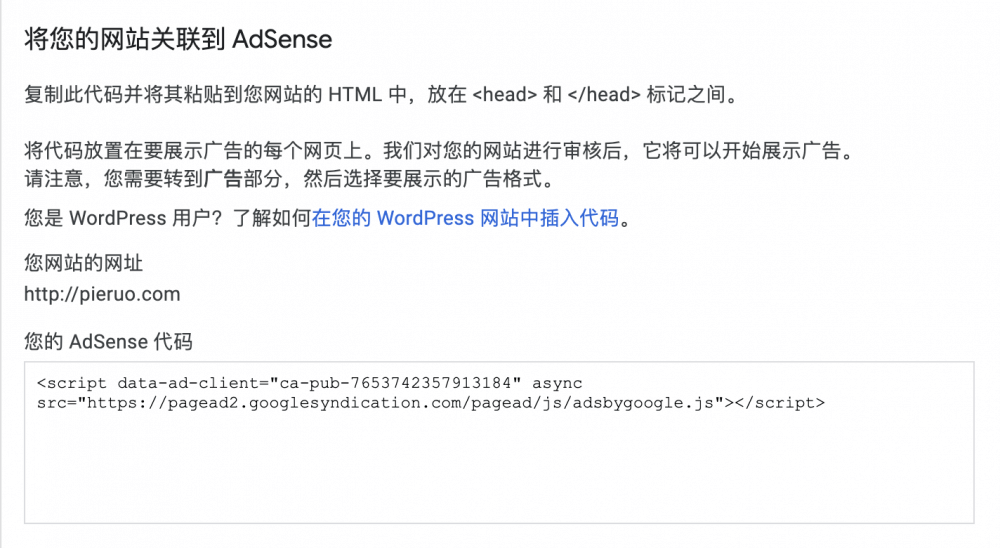 将您的网站关联到 AdSense
复制此代码并将其粘贴到您网站的 HTML 中，放在 <head> 和 </head> 标记之间。
将代码放置在要展示广告的每个网页上。我们对您的网站进行审核后，它将可以开始展示广告。
请注意，您需要转到广告部分，然后选择要展示的广告格式。
您是 WordPress 用户？了解如何在您的 WordPress 网站中插入代码。
您网站的网址
http://pieruo.com
您的 AdSense 代码
<script data-ad-client="ca-pub-7653742357913184" async
src="https://pagead2.googlesyndication.com/pagead/js/adsbygoogle.js"></script>